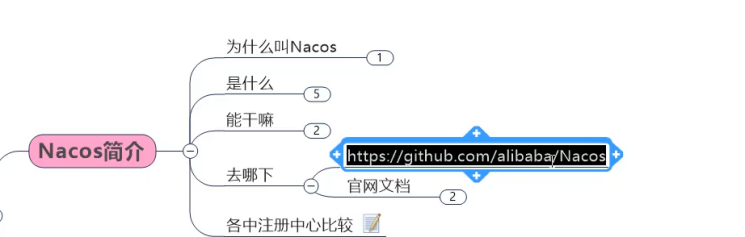 为什么叫Nacos
1
是什么
5
能干嘛
2
Nacos简介
https://github.com/alibaba/Nacos
去哪下
官网文档
2
各中注册中心比较